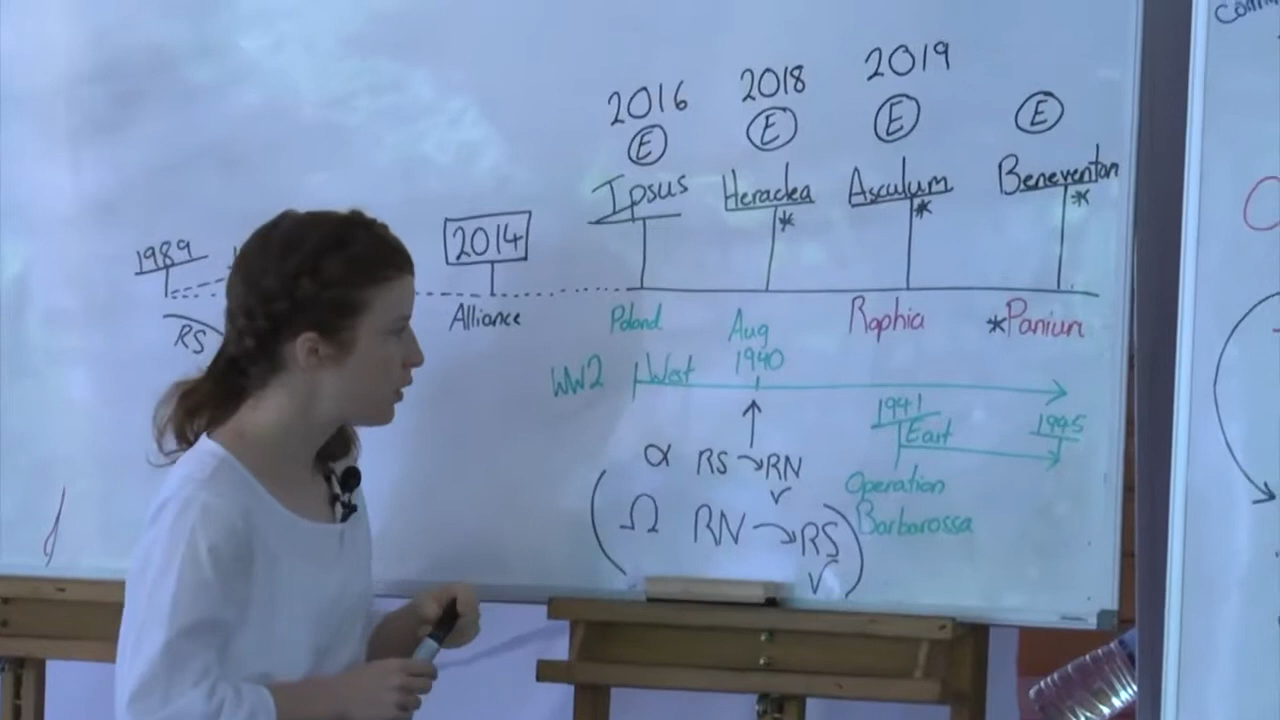 2016 2018 2019
E E E E
Ipsus Heraclea Asculum Beneventon
* * *
1989 2014
RS Alliance Poland Aug 1940 Raphia *Panium
WW2 West
1941 East 1945
α RS → RN
Operation Barbarossa
(Ω RN → RS)